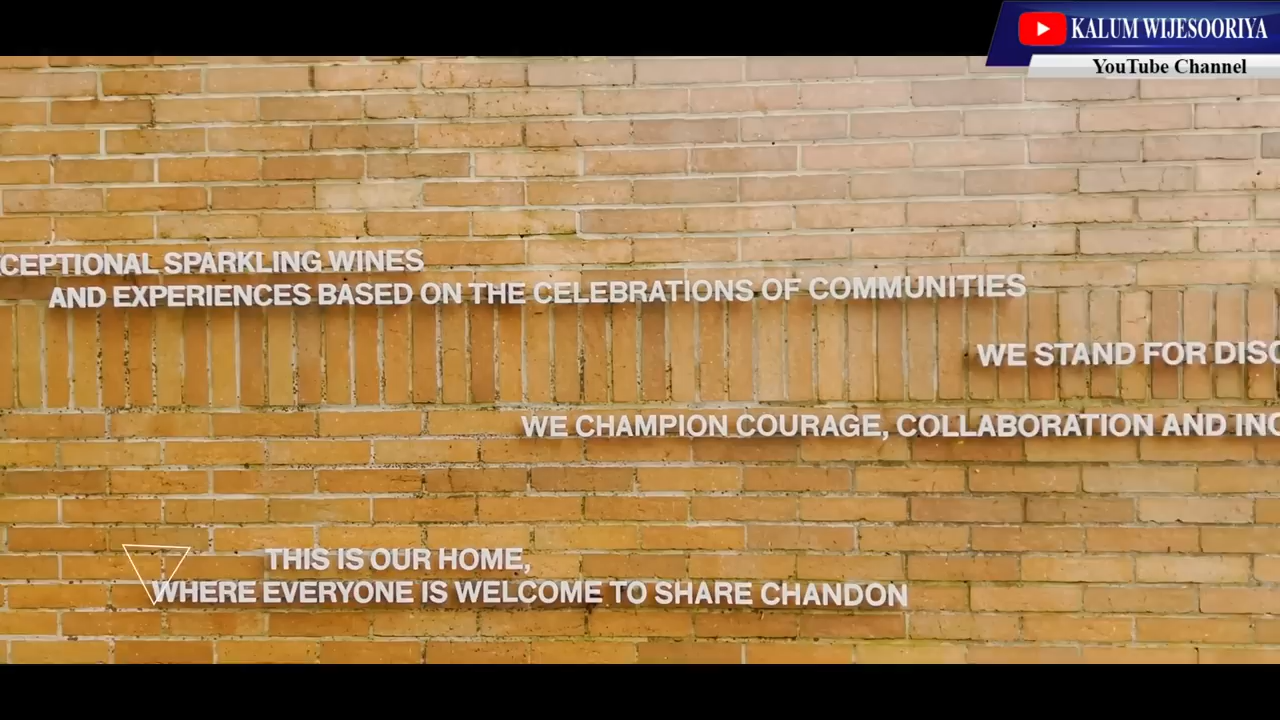 KALUM WIJESOORIYA
YouTube Channel
CEPTIONAL SPARKLING WINES
AND EXPERIENCES BASED ON THE CELEBRATIONS OF COMMUNITIES
WE STAND FOR DISC
WE CHAMPION COURAGE, COLLABORATION AND INC
THIS IS OUR HOME,
WHERE EVERYONE IS WELCOME TO SHARE CHANDON